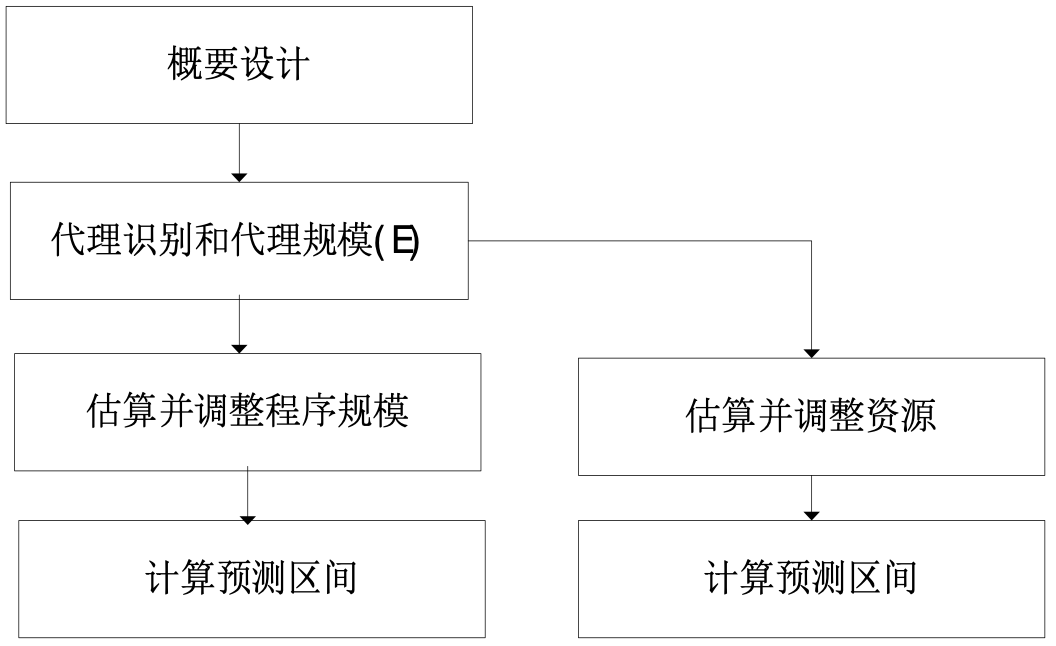 概要设计
代理识别和代理规模(E)
估算并调整程序规模
估算并调整资源
计算预测区间
计算预测区间